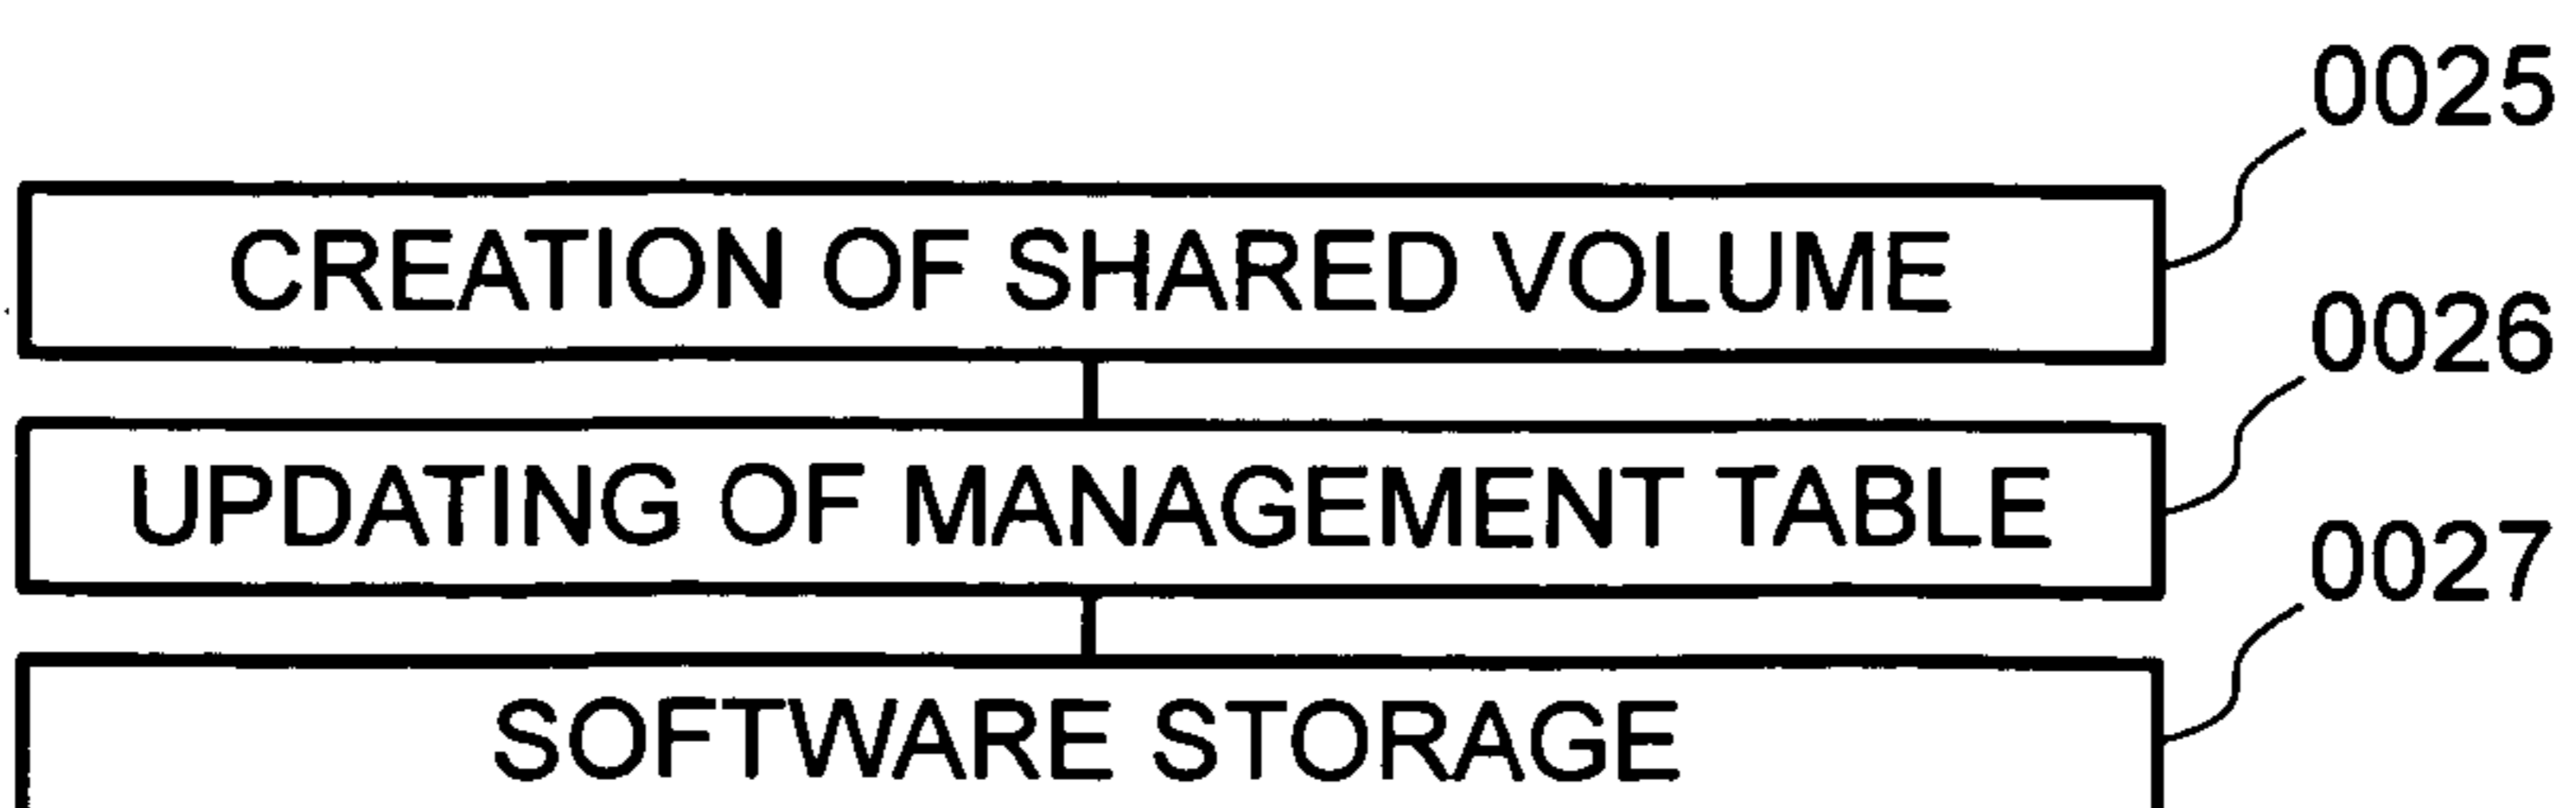 0025
CREATION OF SHARED VOLUME
0026
UPDATING OF MANAGEMENT TABLE
0027
SOFTWARE STORAGE